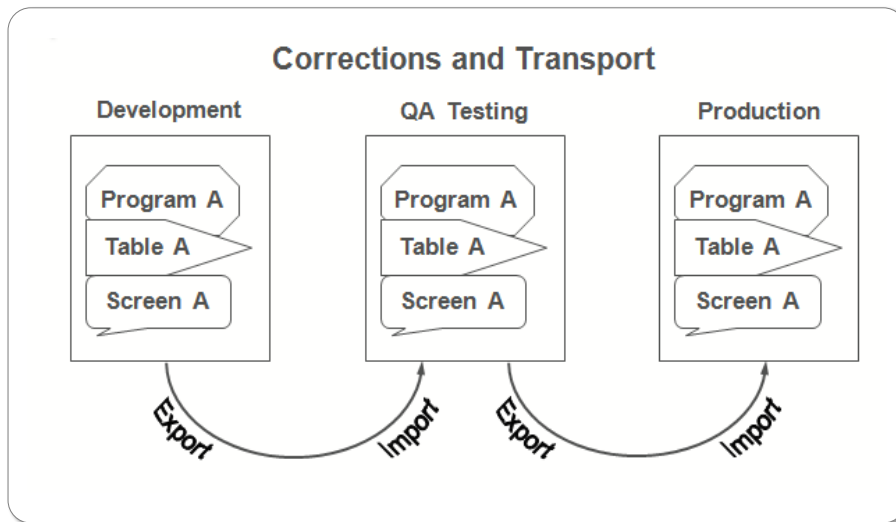 Corrections and Transport
Development
QA Testing
Production
Program A
Table A
Screen A
Program A
Table A
Screen A
Program A
Table A
Screen A
Export
Import
Export
Import